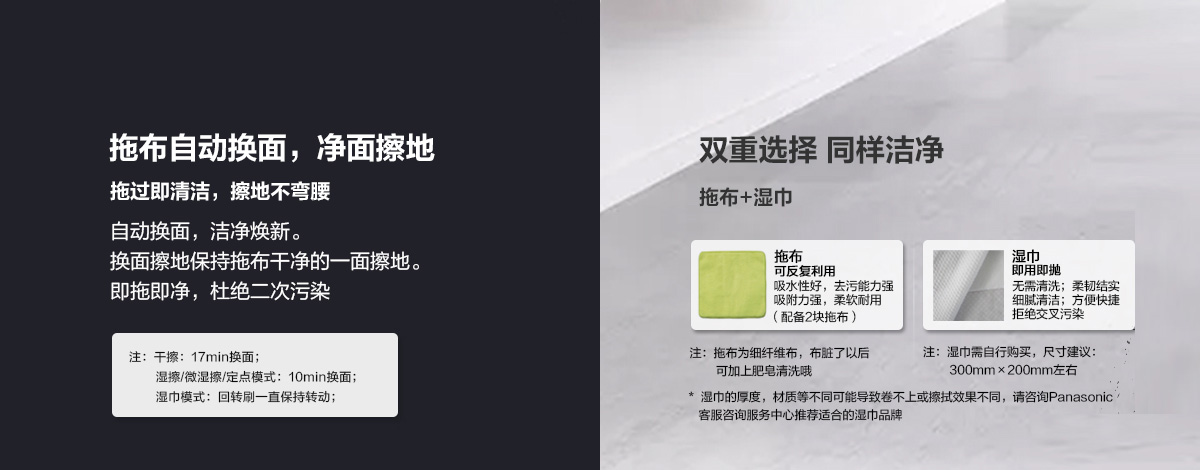 拖布自动换面，净面擦地
拖过即清洁，擦地不弯腰
自动换面，洁净焕新。
换面擦地保持拖布干净的一面擦地。
即拖即净，杜绝二次污染
注：干擦：17min换面；
湿擦/微湿擦/定点模式：10min换面；
湿巾模式：回转刷一直保持转动；
双重选择 同样洁净
拖布+湿巾
拖布
可反复利用
吸水性好，去污能力强
吸附力强，柔软耐用
（配备2块拖布）
湿巾
即用即抛
无需清洗；柔韧结实
细腻清洁；方便快捷
拒绝交叉污染
注：拖布为细纤维布，布脏了以后
可加上肥皂清洗哦
注：湿巾需自行购买，尺寸建议：
300mm×200mm左右
* 湿巾的厚度，材质等不同可能导致卷不上或擦拭效果不同，请咨询Panasonic
客服咨询服务中心推荐适合的湿巾品牌